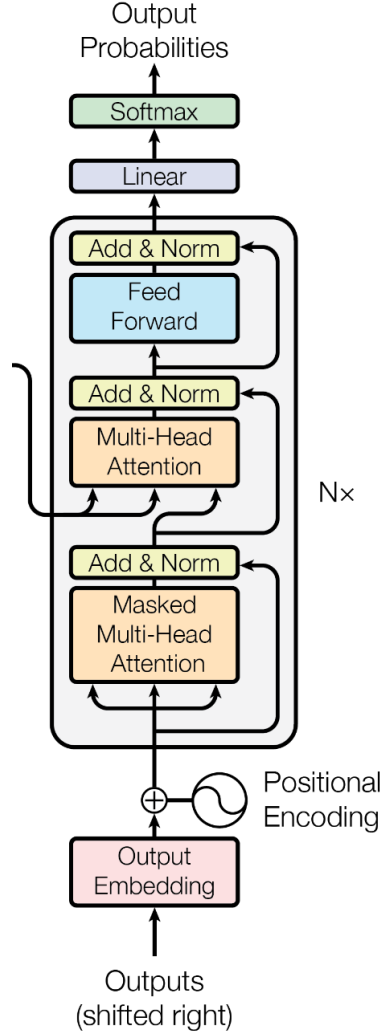 Output
Probabilities
Softmax
Linear
Add & Norm
Feed
Forward
Add & Norm
Multi-Head
Attention
N×
Add & Norm
Masked
Multi-Head
Attention
Positional
Encoding
Output
Embedding
Outputs
(shifted right)